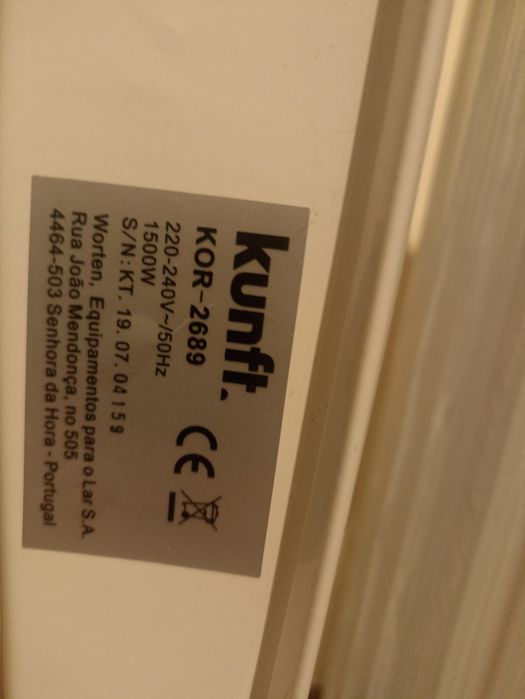 kunft.
KOR-2689
220-240V~/50Hz
1500W
S/N:KT. 19. 07. 04159
Worten, Equipamentos para o Lar S.A.
Rua João Mendonça, no 505
4464-503 Senhora da Hora - Portugal
CE